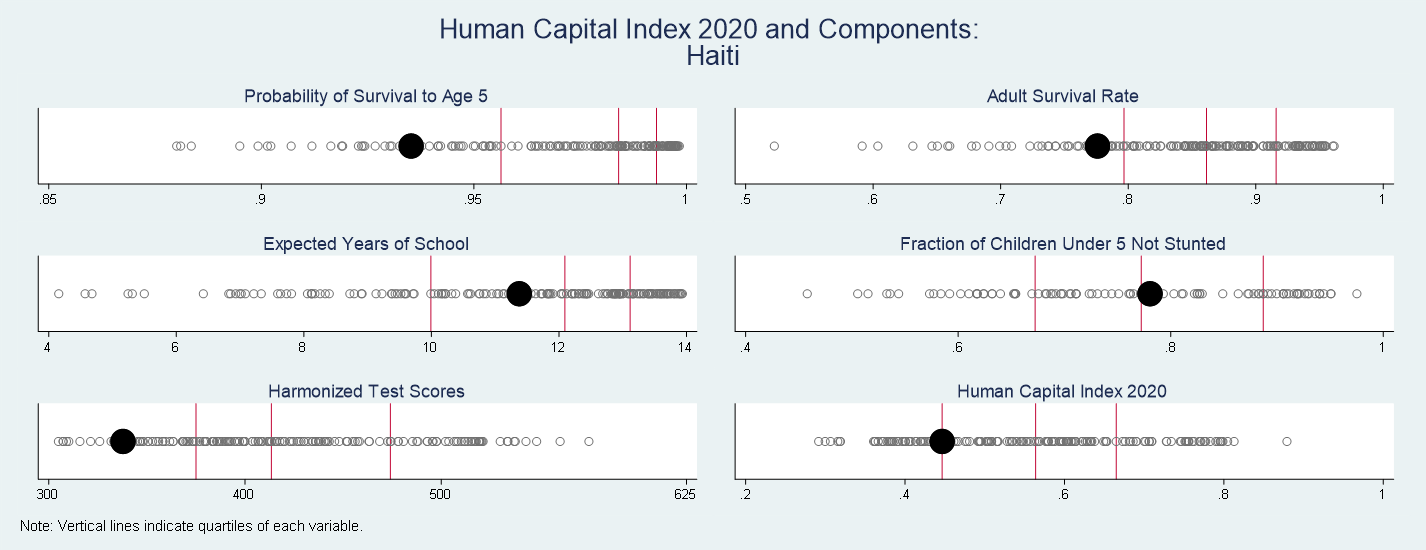 Human Capital Index 2020 and Components:
Haiti
Probability of Survival to Age 5
.85 .9 .95 1
Adult Survival Rate
.5 .6 .7 .8 .9 1
Expected Years of School
4 6 8 10 12 14
Fraction of Children Under 5 Not Stunted
.4 .6 .8 1
Harmonized Test Scores
300 400 500 625
Human Capital Index 2020
.2 .4 .6 .8 1
Note: Vertical lines indicate quartiles of each variable.